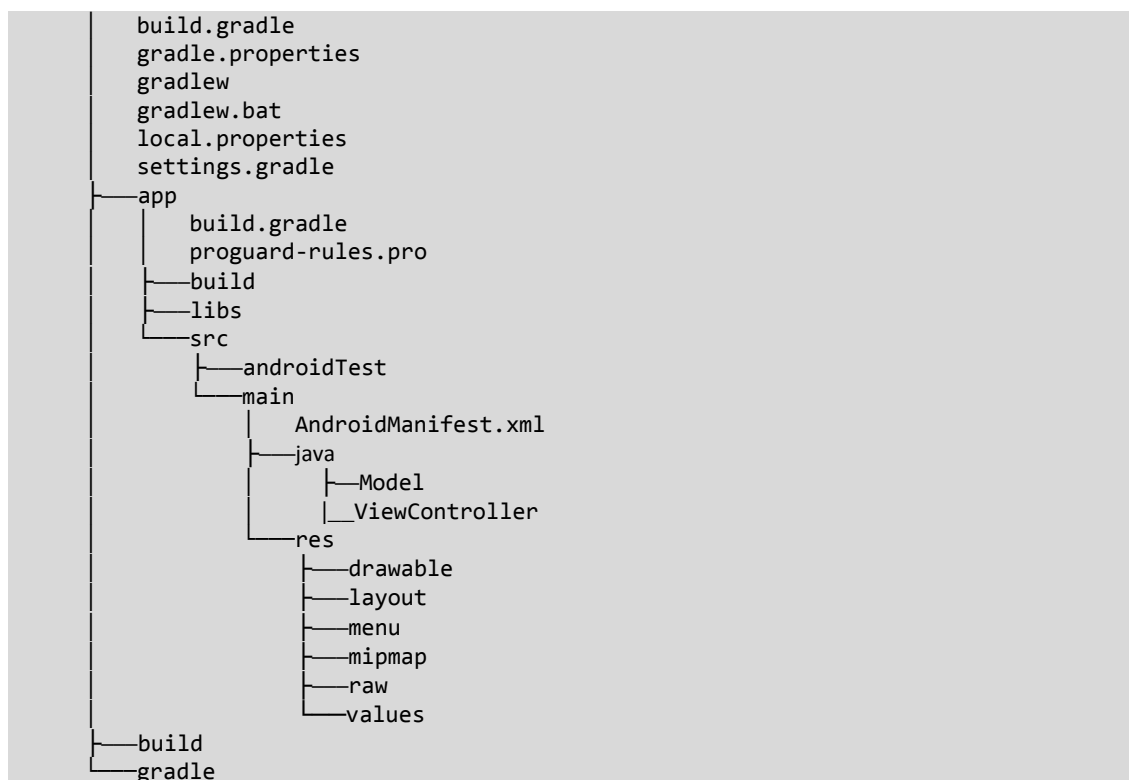 build.gradle
gradle.properties
gradlew
gradlew.bat
local.properties
settings.gradle
├───app
│   │   build.gradle
│   │   proguard-rules.pro
│   ├───build
│   ├───libs
│   └───src
│       ├───androidTest
│       └───main
│           │   AndroidManifest.xml
│           ├───java
│           │     ├──Model
│           │     |__ViewController
│           └───res
│               ├───drawable
│               ├───layout
│               ├───menu
│               ├───mipmap
│               ├───raw
│               └───values
├───build
└───gradle